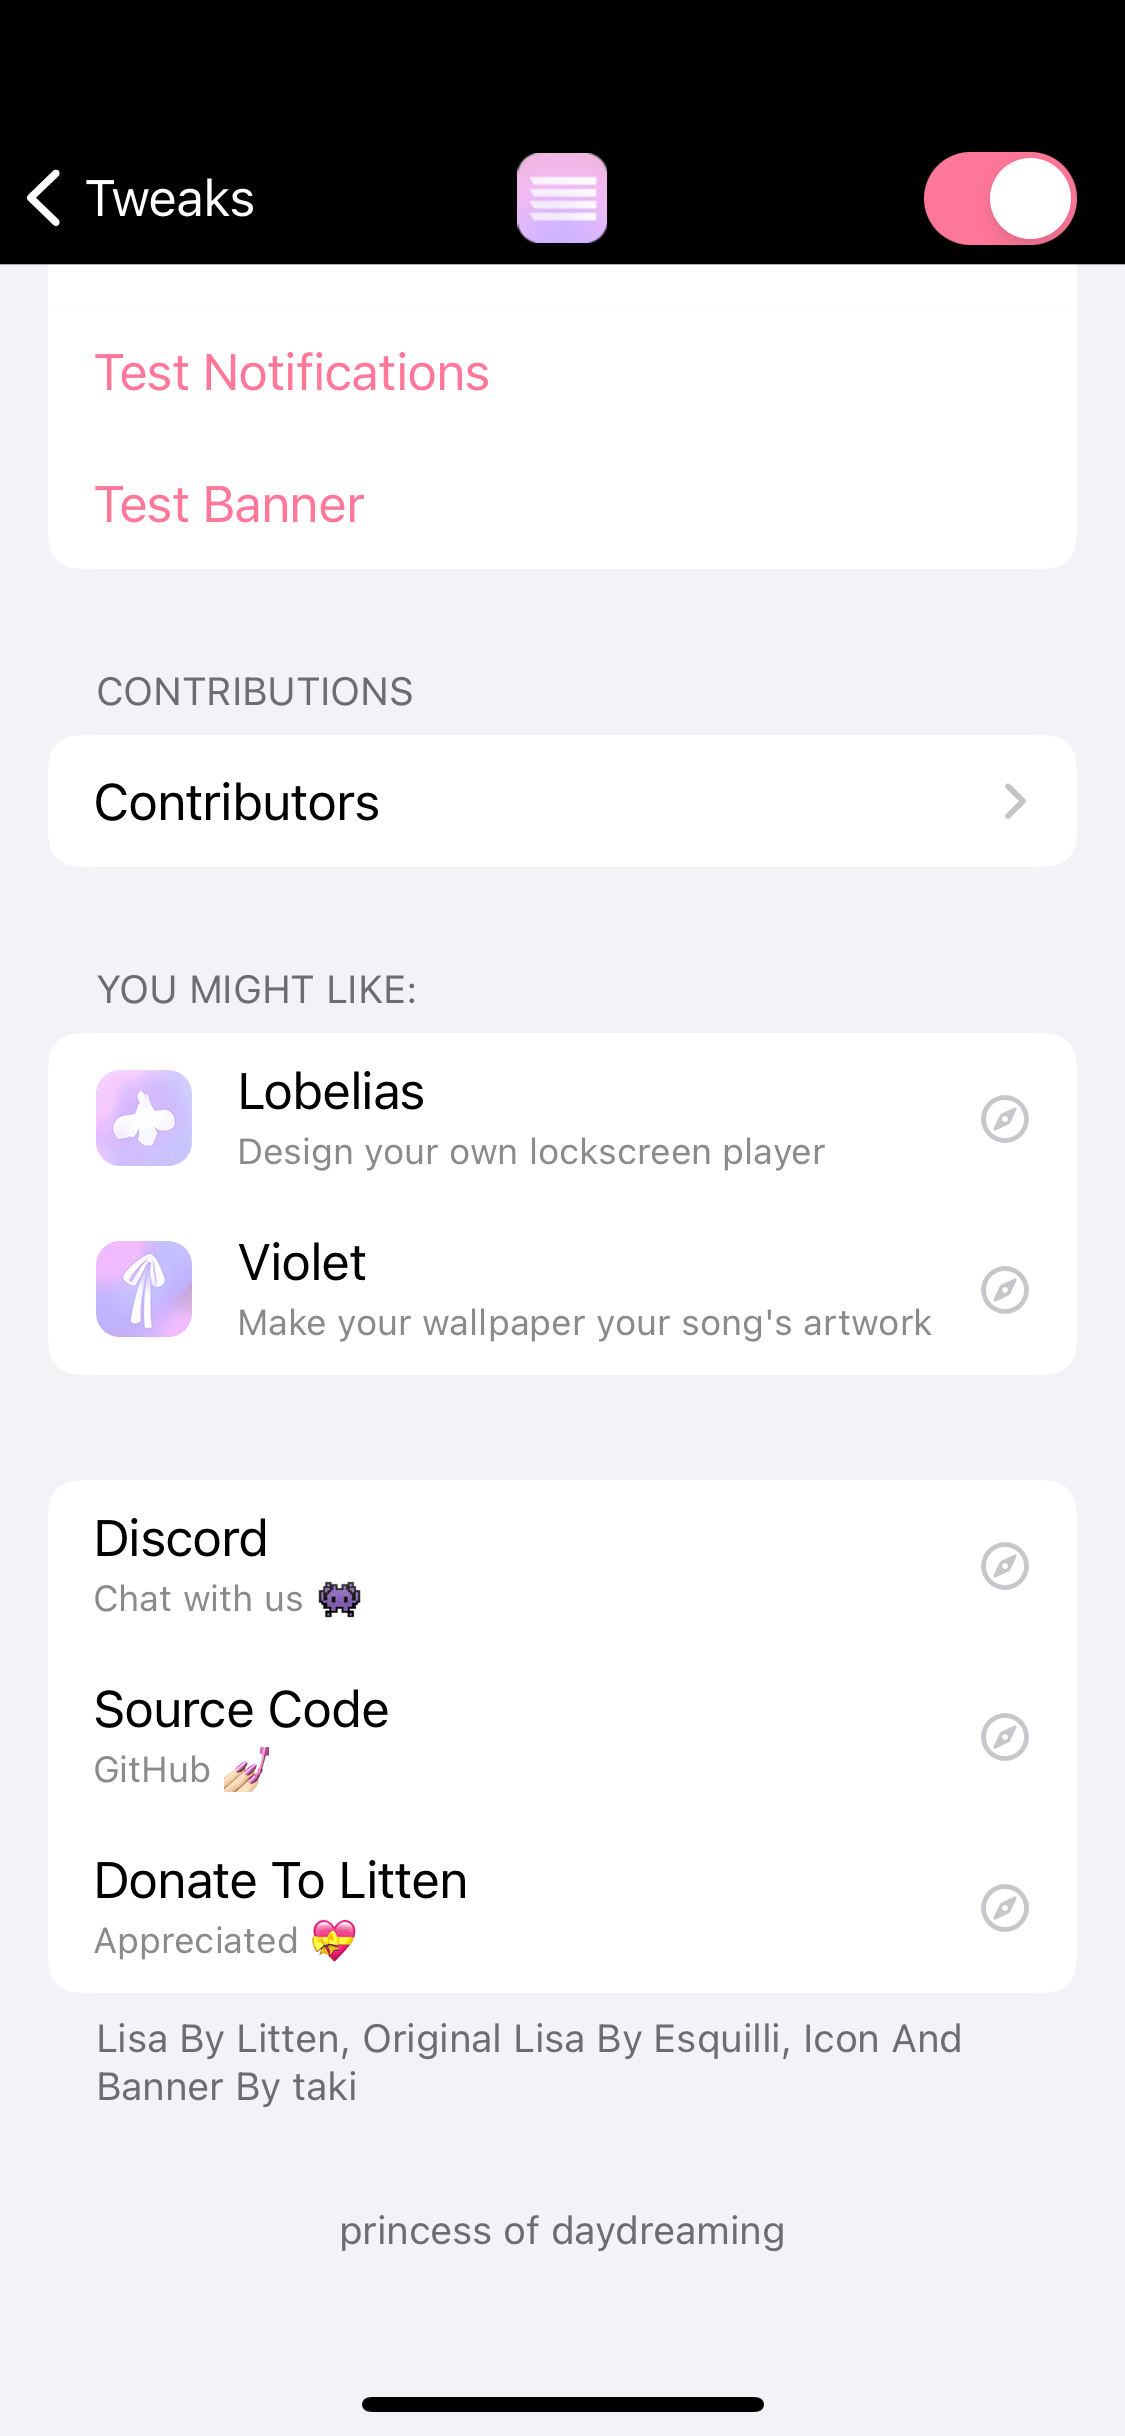 Tweaks
Test Notifications
Test Banner
CONTRIBUTIONS
Contributors
YOU MIGHT LIKE:
Lobelias
Design your own lockscreen player
Violet
Make your wallpaper your song's artwork
Discord
Chat with us 👾
Source Code
GitHub 💅🏻
Donate To Litten
Appreciated 💝
Lisa By Litten, Original Lisa By Esquilli, Icon And
Banner By taki
princess of daydreaming